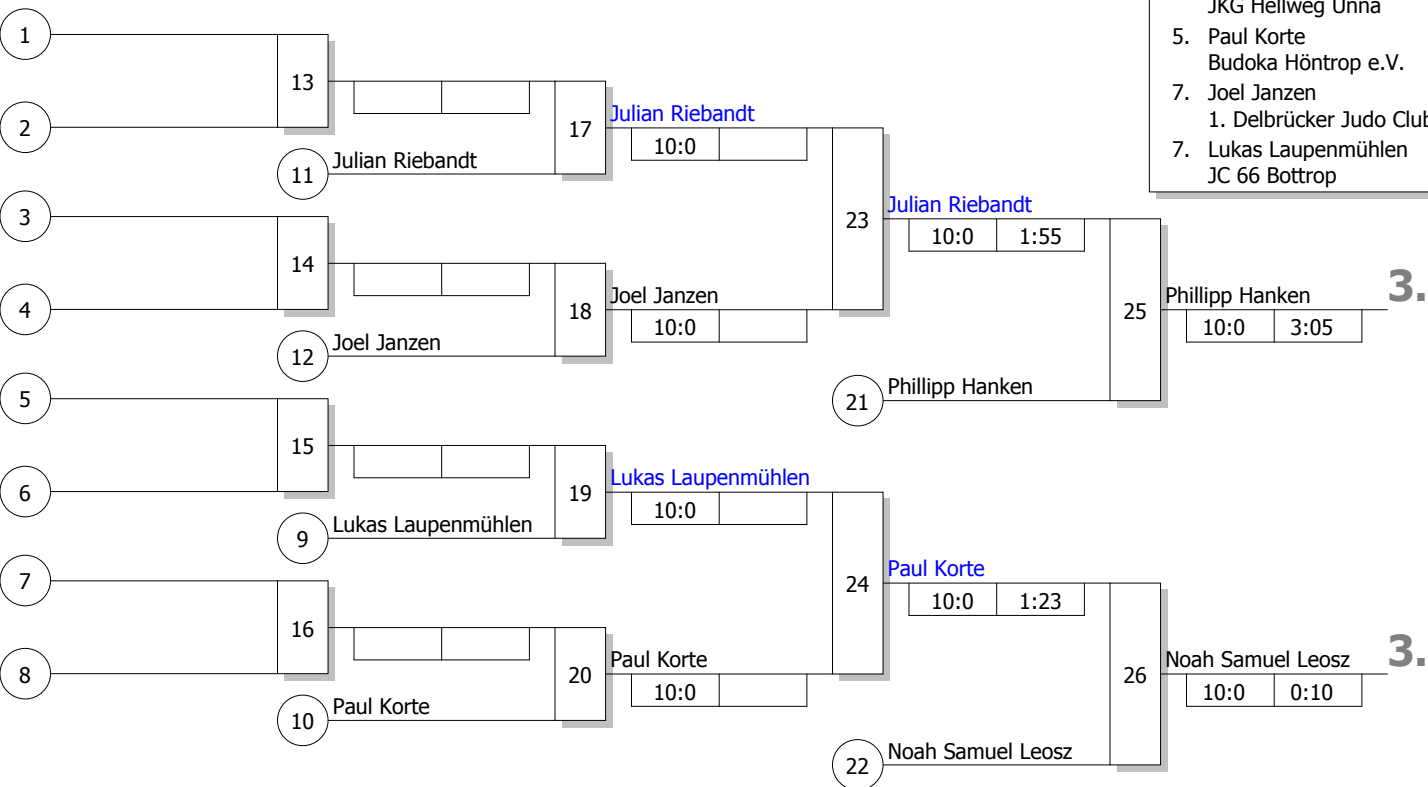 JKG Hellweg Unna
5. Paul Korte
Budoka Höntrop e.V.
7. Joel Janzen
1. Delbrücker Judo Club
7. Lukas Laupenmühlen
JC 66 Bottrop
1
13
2
17
Julian Riebandt
10:0
11
Julian Riebandt
3
23
Julian Riebandt
10:0 1:55
14
4
18
Joel Janzen
10:0
25
Phillipp Hanken
3.
10:0 3:05
12
Joel Janzen
5
21
Phillipp Hanken
15
6
19
Lukas Laupenmühlen
10:0
9
Lukas Laupenmühlen
7
24
Paul Korte
10:0 1:23
16
8
20
Paul Korte
10:0
26
Noah Samuel Leosz
3.
10:0 0:10
10
Paul Korte
22
Noah Samuel Leosz